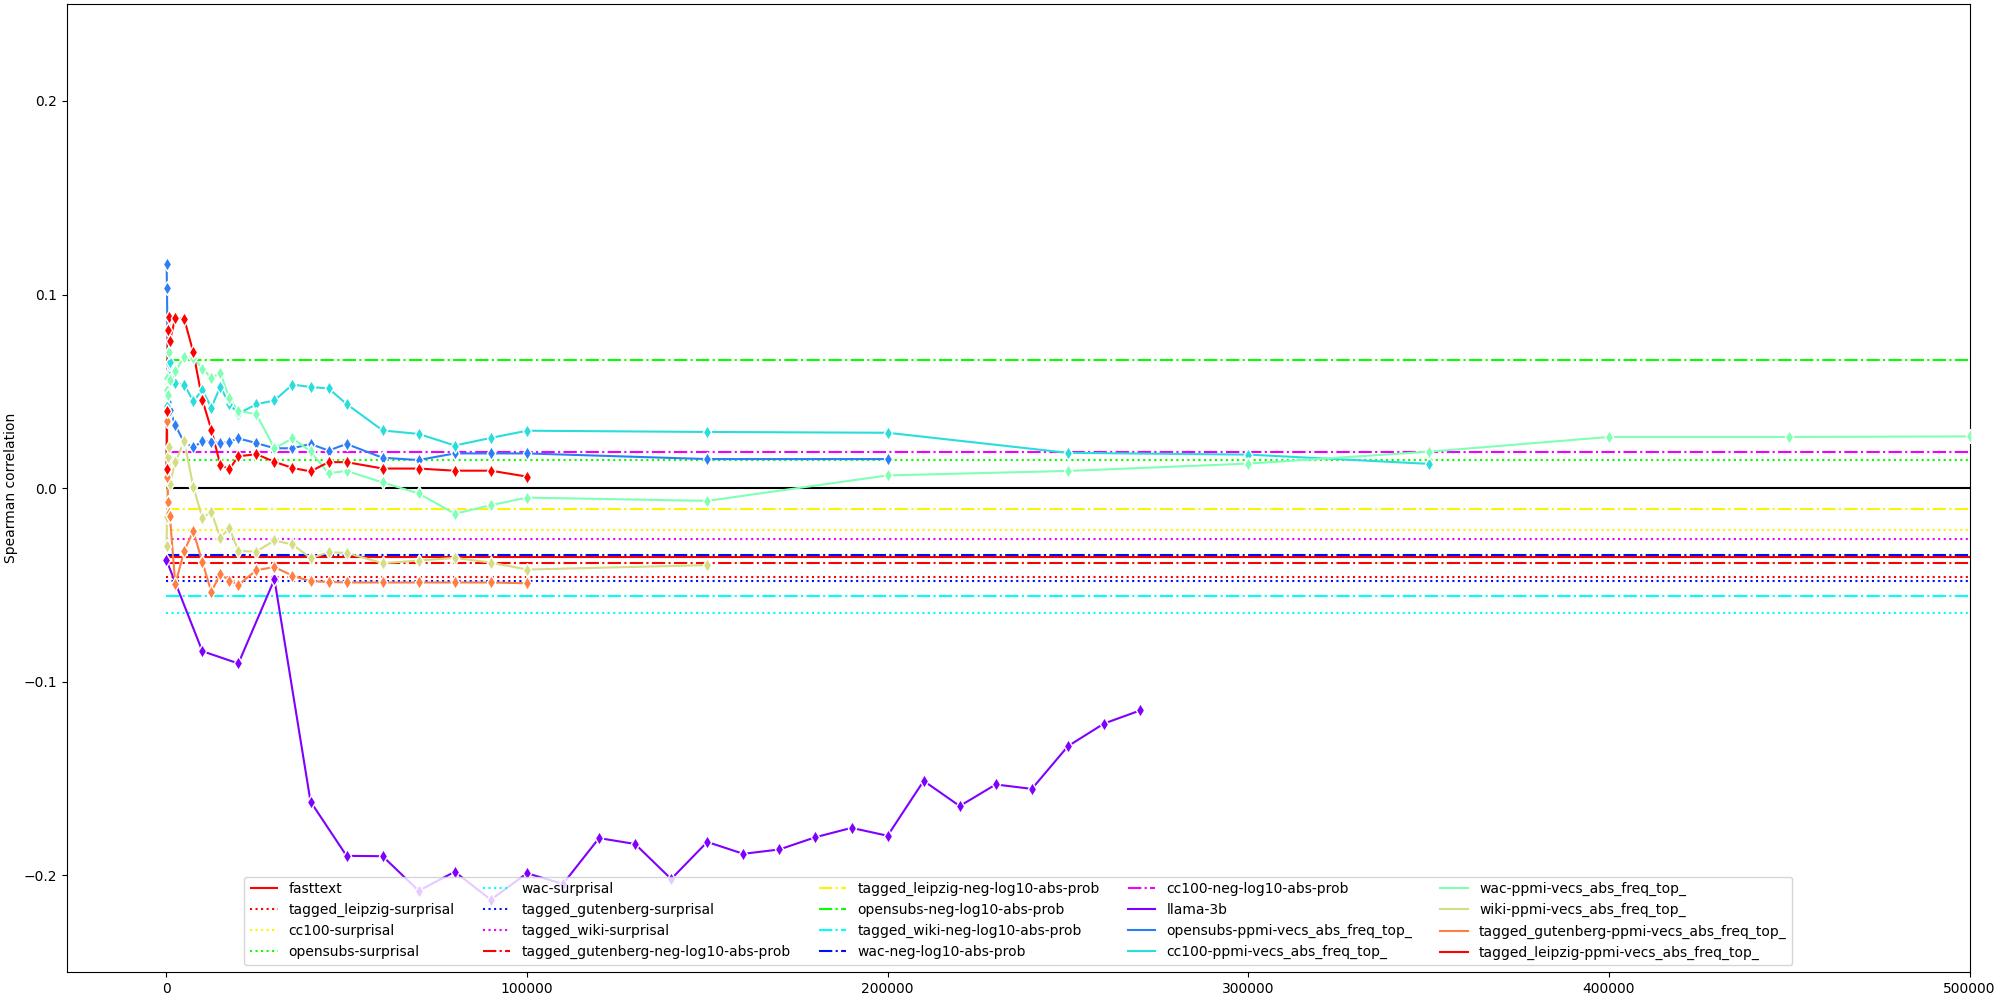 0.2
0.1
0.0
−0.1
−0.2
Spearman correlation
fasttext
tagged_leipzig-surprisal
cc100-surprisal
opensubs-surprisal
wac-surprisal
tagged_gutenberg-surprisal
tagged_wiki-surprisal
tagged_gutenberg-neg-log10-abs-prob
tagged_leipzig-neg-log10-abs-prob
opensubs-neg-log10-abs-prob
tagged_wiki-neg-log10-abs-prob
wac-neg-log10-abs-prob
cc100-neg-log10-abs-prob
llama-3b
opensubs-ppmi-vecs_abs_freq_top_
cc100-ppmi-vecs_abs_freq_top_
wac-ppmi-vecs_abs_freq_top_
wiki-ppmi-vecs_abs_freq_top_
tagged_gutenberg-ppmi-vecs_abs_freq_top_
tagged_leipzig-ppmi-vecs_abs_freq_top_
0
100000
200000
300000
400000
500000